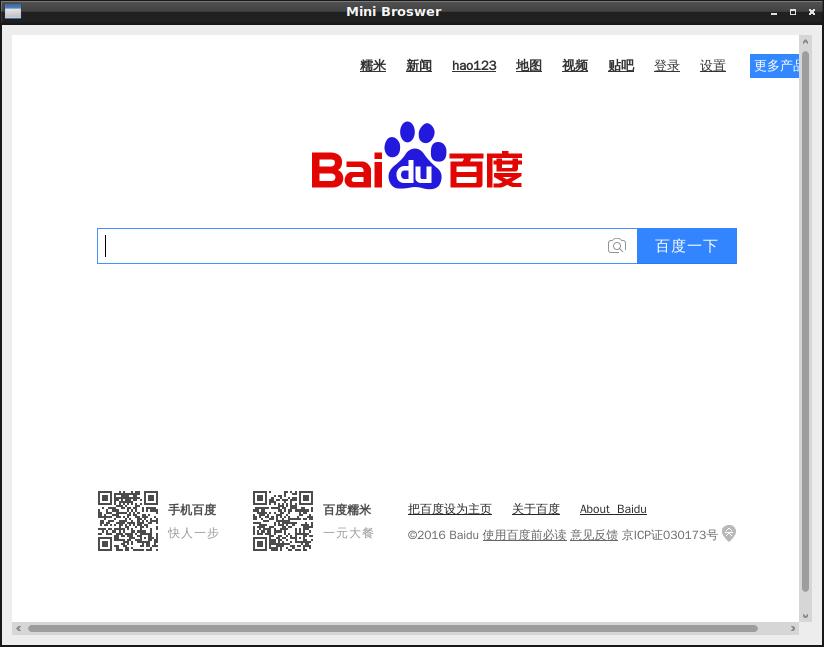 Mini Broswer
糯米 新闻 hao123 地图 视频 贴吧 登录 设置 更多产品
Bai du 百度
百度一下
手机百度 百度糯米 把百度设为主页 关于百度 About Baidu
快人一步 一元大餐 ©2016 Baidu 使用百度前必读 意见反馈 京ICP证030173号